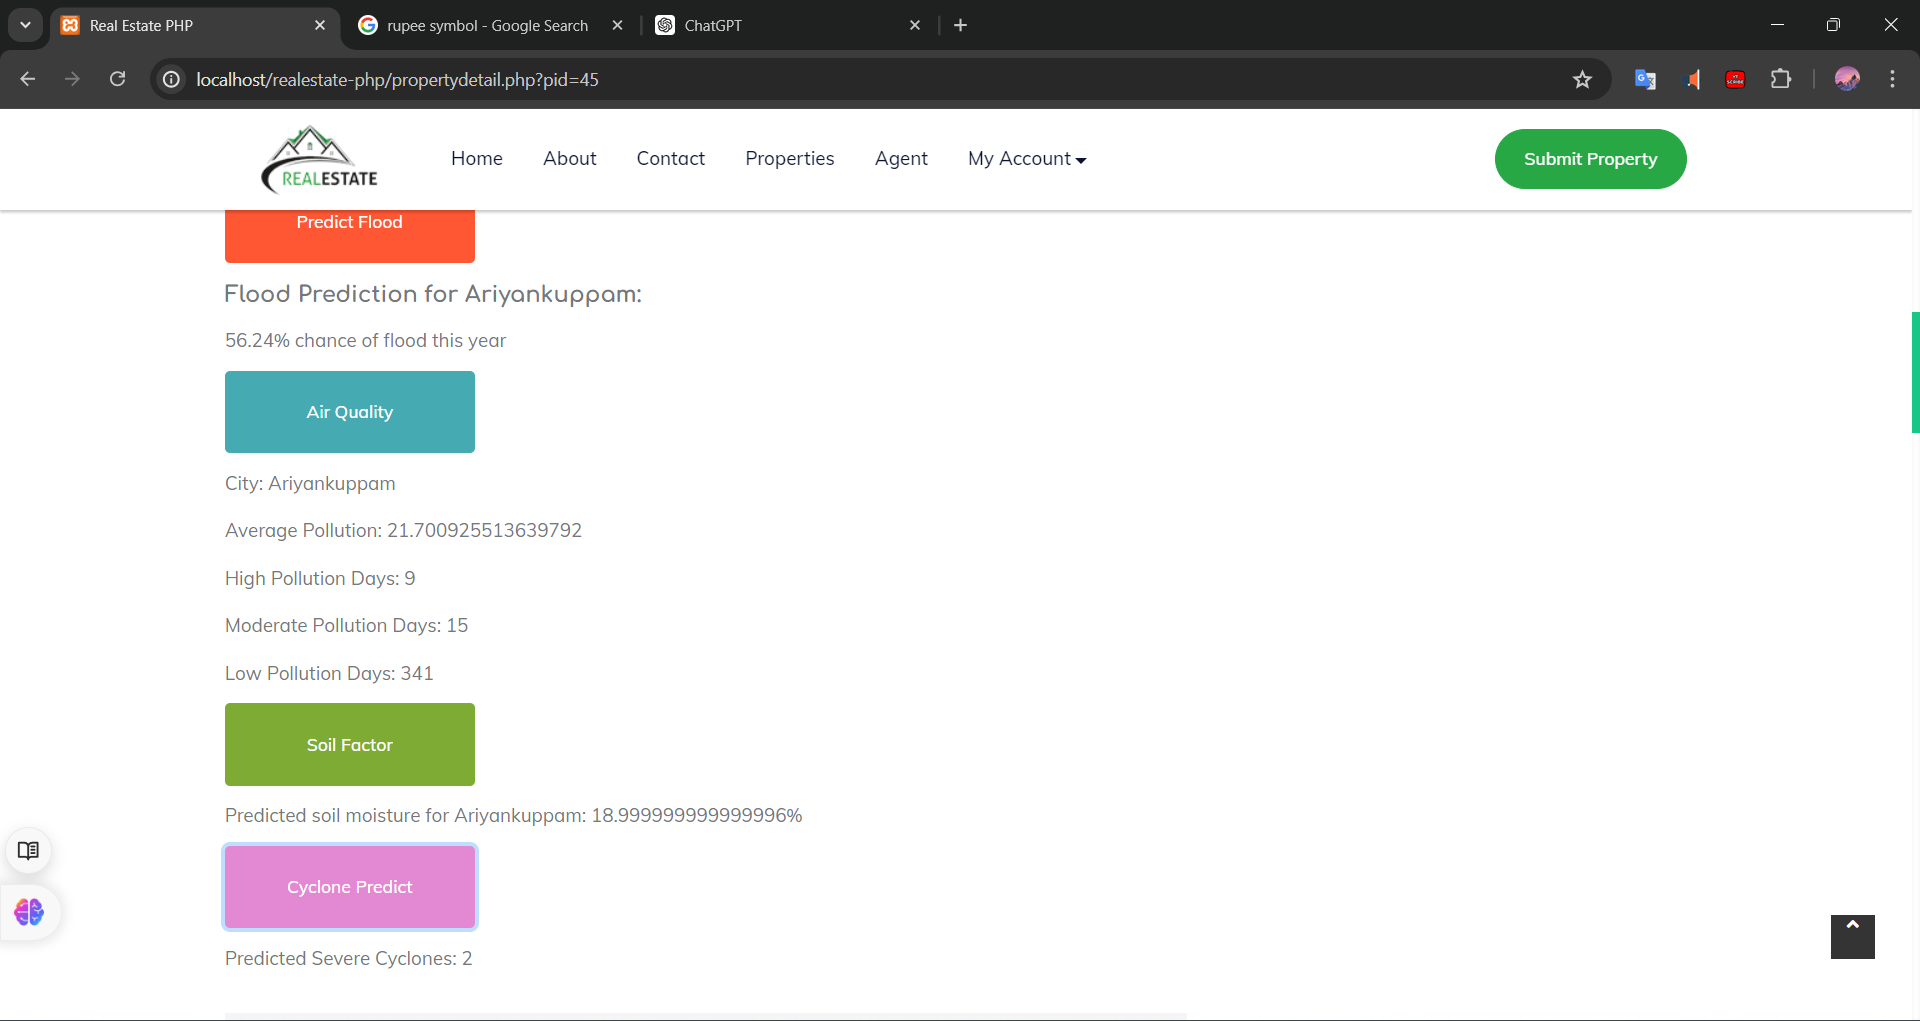 Real Estate PHP
rupee symbol - Google Search
ChatGPT
localhost/realestate-php/propertydetail.php?pid=45
REALESTATE
Home
About
Contact
Properties
Agent
My Account
Submit Property
Predict Flood
Flood Prediction for Ariyankuppam:
56.24% chance of flood this year
Air Quality
City: Ariyankuppam
Average Pollution: 21.700925513639792
High Pollution Days: 9
Moderate Pollution Days: 15
Low Pollution Days: 341
Soil Factor
Predicted soil moisture for Ariyankuppam: 18.999999999999996%
Cyclone Predict
Predicted Severe Cyclones: 2